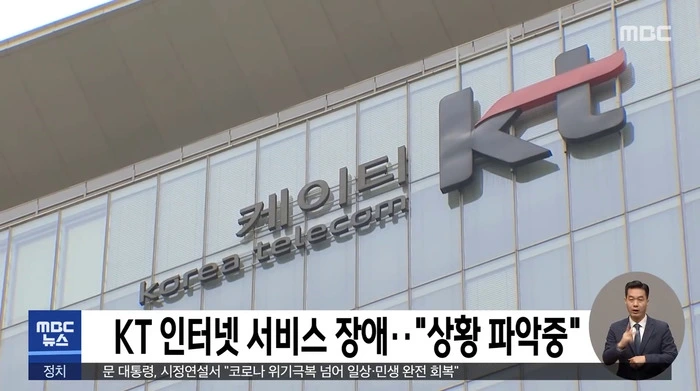 MBC
kt
케이티
korea telecom
MBC
뉴스
KT 인터넷 서비스 장애‥"상황 파악중"
정치
문 대통령, 시정연설서 "코로나 위기극복 넘어 일상·민생 완전 회복"